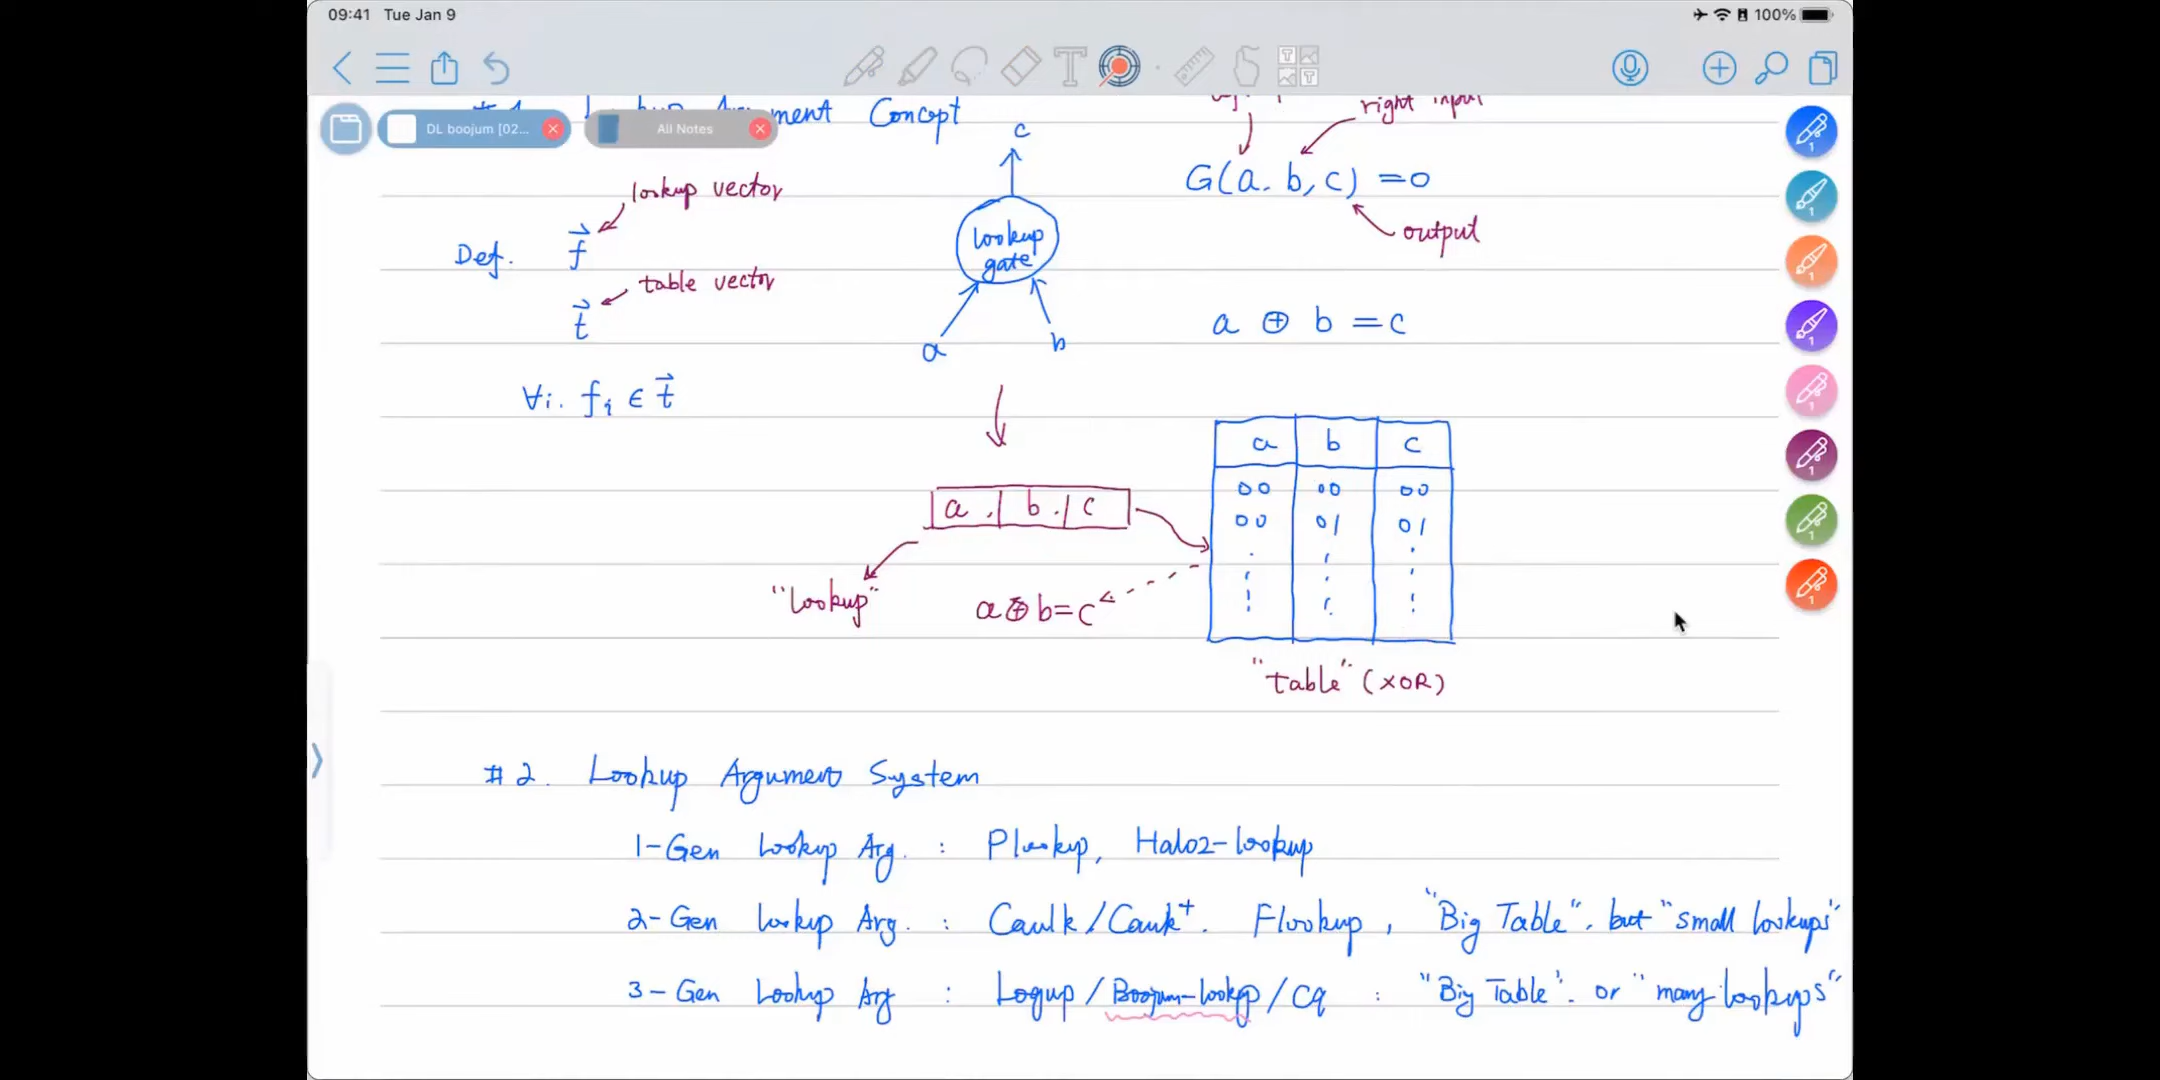 09:41 Tue Jan 9
100%
DL boojum [02...
All Notes
Argument Concept
right input
c
lookup vector
G(a, b, c) = 0
lookup gate
output
Def. f
table vector
t
a ⊕ b = c
a
b
∀i. fi ∈ t
a b c
00 00 00
00 01 01
a, b, c
"lookup"
a ⊕ b = c
"table" (XOR)
#2. Lookup Argument System
1-Gen Lookup Arg. : Plookup, Halo2-lookup
2-Gen lookup Arg. : Caulk/Cauk+. Flookup, "Big Table", but "small lookups"
3-Gen Lookup Arg : Logup/Boojum-lookup/Cq : "Big Table". or "many lookups"